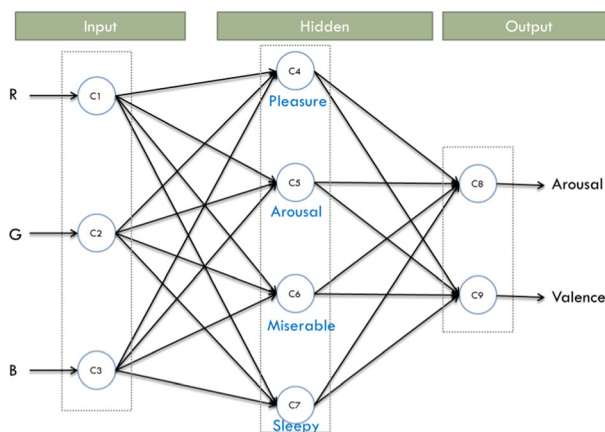 Input Hidden Output
R C1 C4
Pleasure
C5 C8 Arousal
Arousal
G C2
C6 C9 Valence
Miserable
B C3
C7
Sleepy